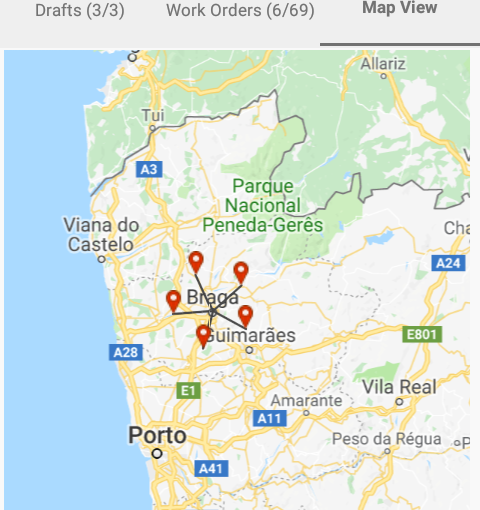 Drafts (3/3)
Work Orders (6/69)
Map View
Allariz
Tui
A3
Parque
Nacional
Peneda-Gerês
Viana do
Castelo
Cha
A24
Braga
Guimarães
E801
A28
E1
Vila Real
Amarante
A11
Porto
Peso da Régua
A41